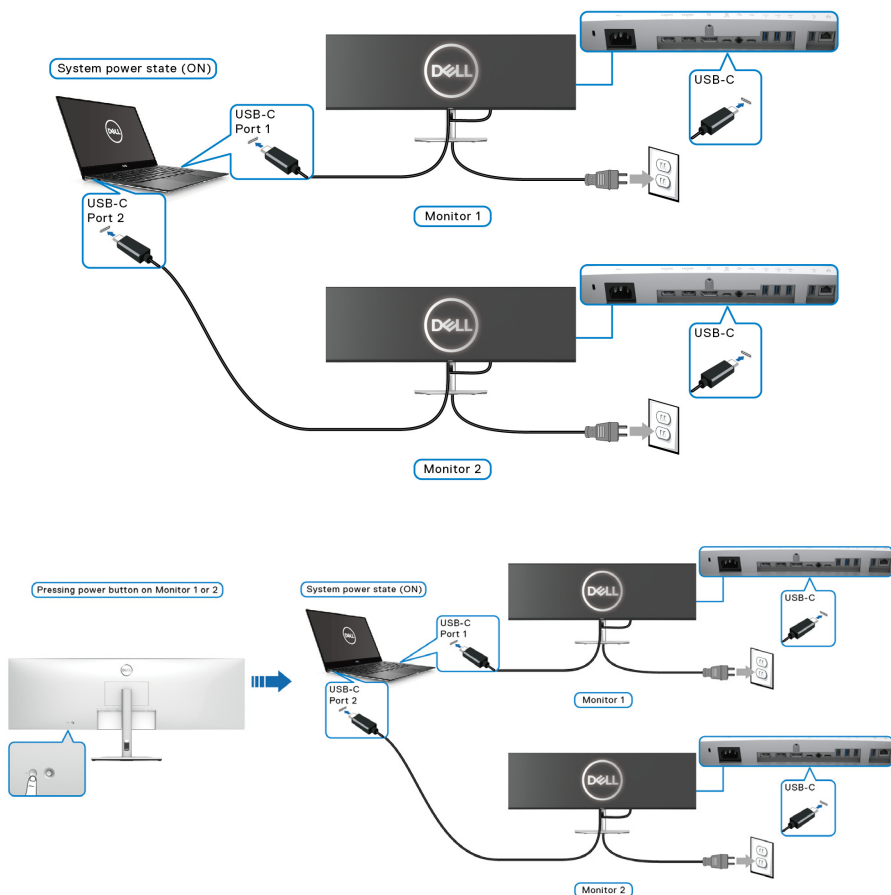 System power state (ON)
DELL
DELL
USB-C
Port 1
USB-C
USB-C
Port 2
Monitor 1
DELL
USB-C
Monitor 2
Pressing power button on Monitor 1 or 2
System power state (ON)
DELL
DELL
USB-C
Port 1
USB-C
USB-C
Port 2
DELL
Monitor 1
DELL
USB-C
Monitor 2